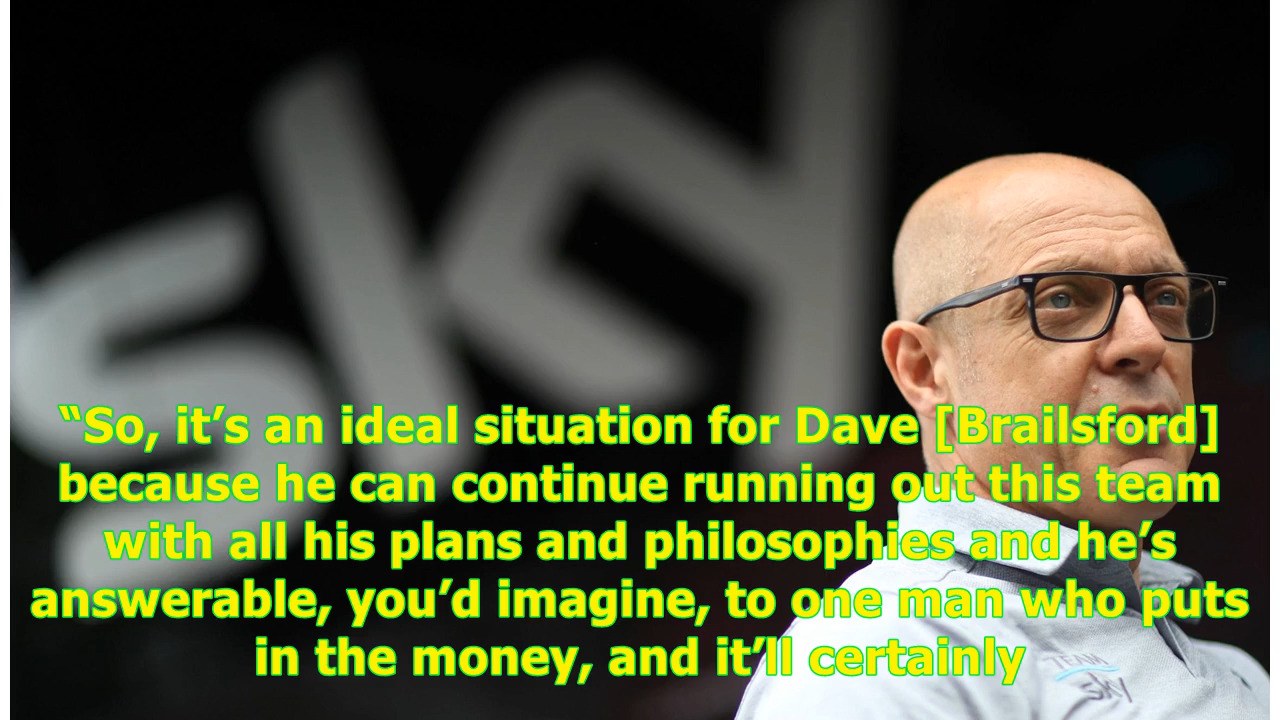 sky
“So, it’s an ideal situation for Dave [Brailsford]
because he can continue running out this team
with all his plans and philosophies and he’s
answerable, you’d imagine, to one man who puts
in the money, and it’ll certainly
TEAM
sky